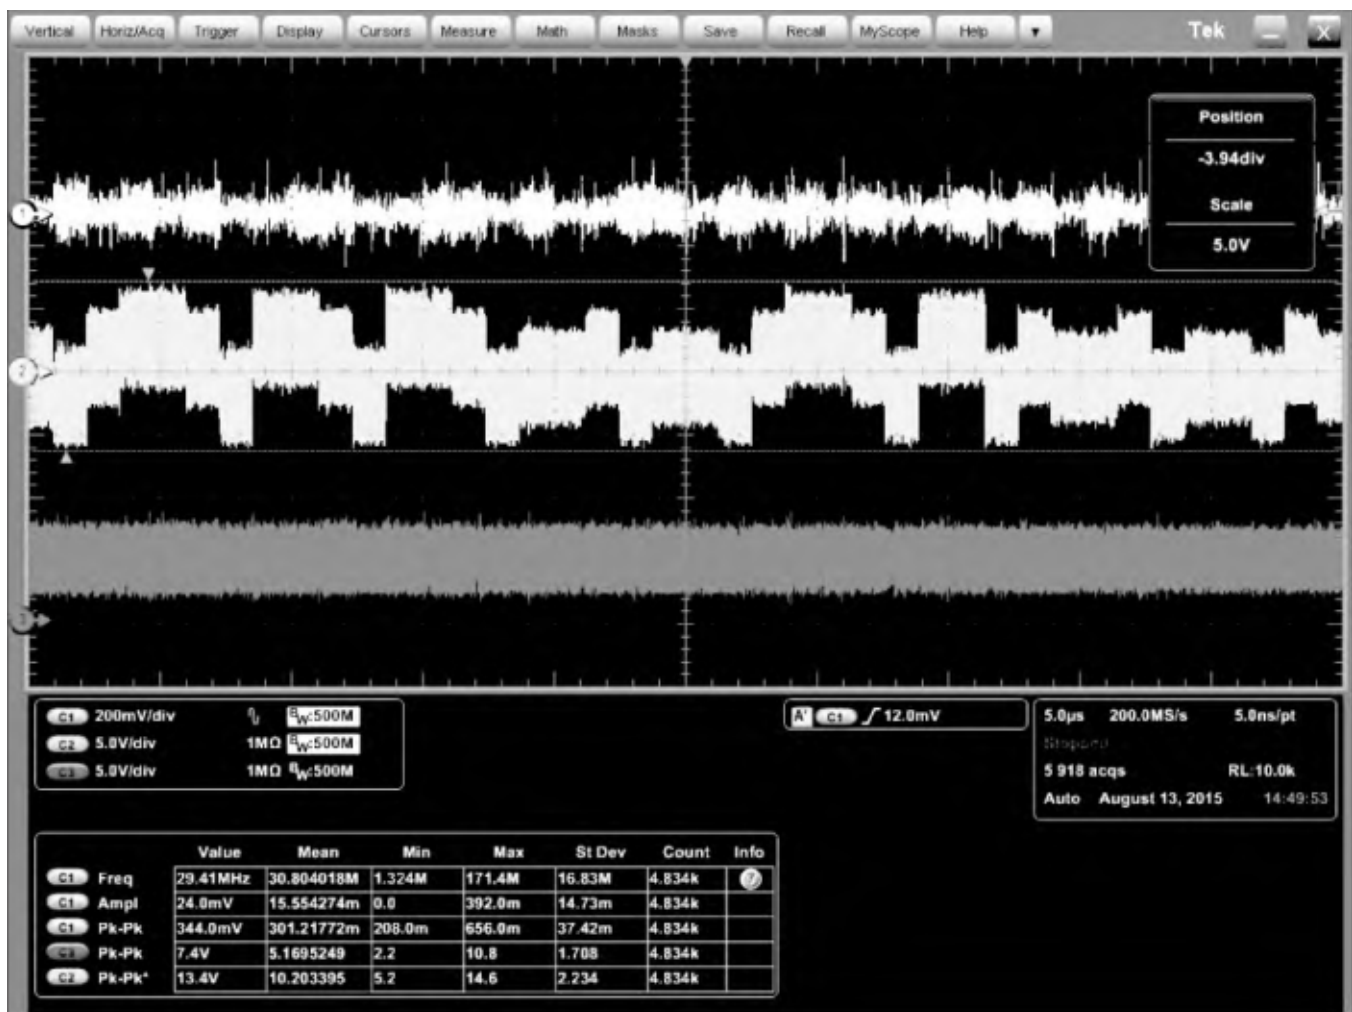 Vertical Horiz/Acq Trigger Display Cursors Measure Math Masks Save Recall MyScope Help Tek X
Position
-3.94div
Scale
5.0V
1
2
3
C1 200mV/div BW:500M
C2 5.0V/div 1MΩ BW:500M
C3 5.0V/div 1MΩ BW:500M
A' C1 12.0mV
5.0µs 200.0MS/s 5.0ns/pt
Stopped
5 918 acqs RL:10.0k
Auto August 13, 2015 14:49:53
Value Mean Min Max St Dev Count Info
C1 Freq 29.41MHz 30.804018M 1.324M 171.4M 16.83M 4.834k ?
C1 Ampl 24.0mV 15.554274m 0.0 392.0m 14.73m 4.834k
C1 Pk-Pk 344.0mV 301.21772m 208.0m 656.0m 37.42m 4.834k
C3 Pk-Pk 7.4V 5.1695249 2.2 10.8 1.708 4.834k
C2 Pk-Pk* 13.4V 10.203395 5.2 14.6 2.234 4.834k